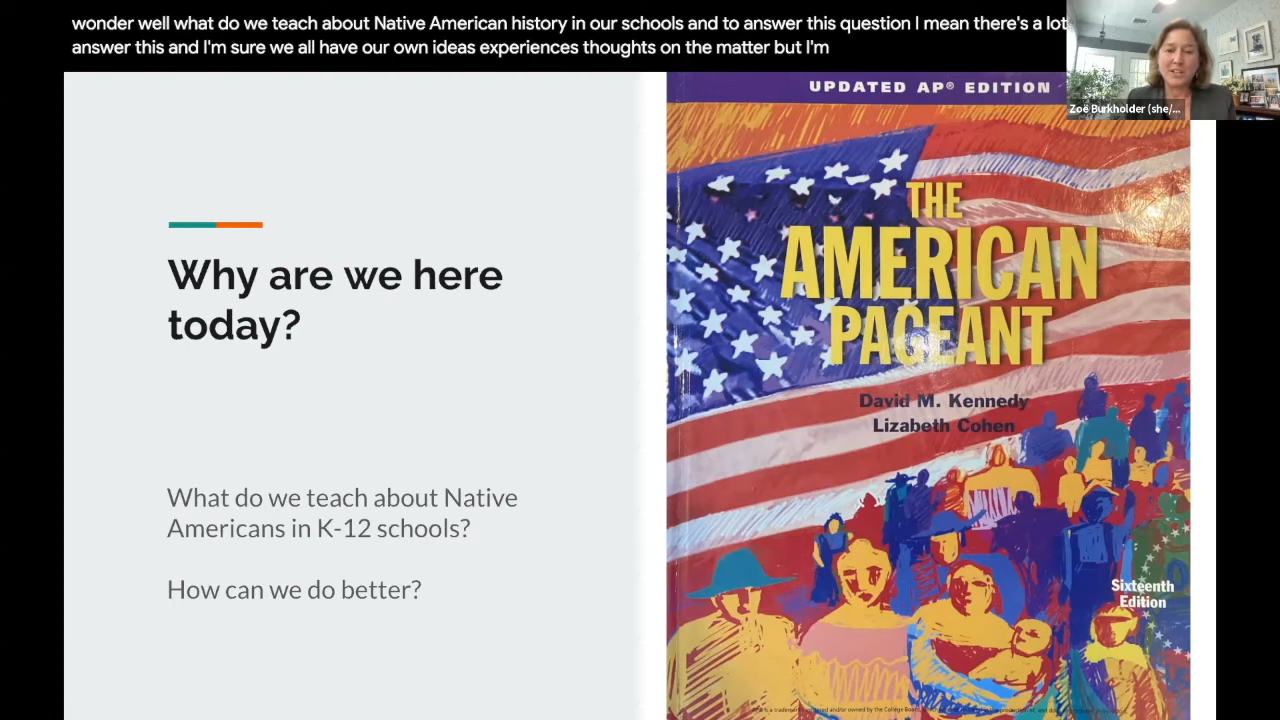 wonder well what do we teach about Native American history in our schools and to answer this question I mean there's a lot
answer this and I'm sure we all have our own ideas experiences thoughts on the matter but I'm
Zoë Burkholder (she/...
UPDATED AP® EDITION
THE
AMERICAN
PAGEANT
David M. Kennedy
Lizabeth Cohen
Sixteenth
Edition
Why are we here
today?
What do we teach about Native
Americans in K-12 schools?
How can we do better?